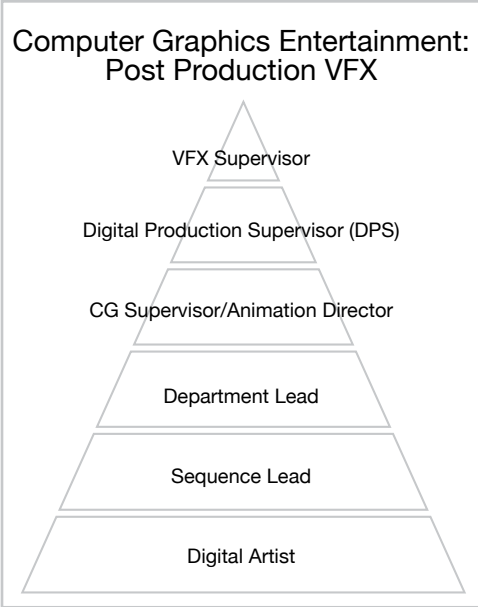 Computer Graphics Entertainment:
Post Production VFX
VFX Supervisor
Digital Production Supervisor (DPS)
CG Supervisor/Animation Director
Department Lead
Sequence Lead
Digital Artist